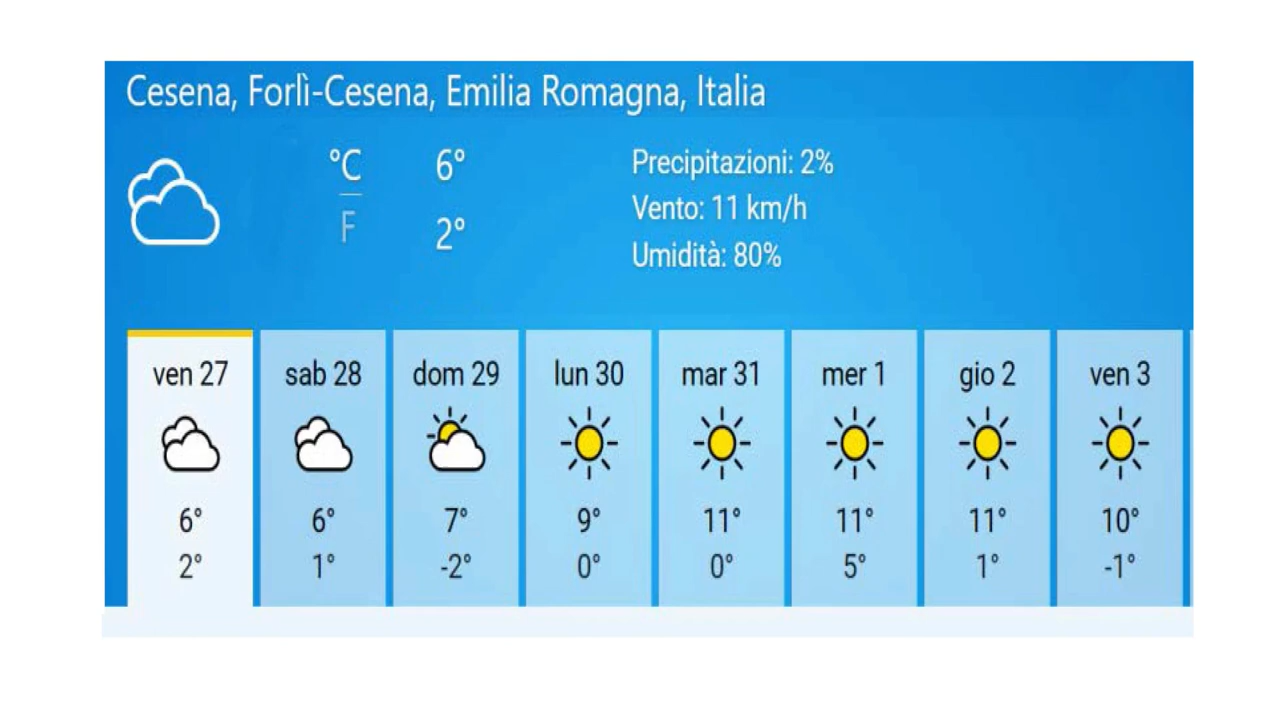 Cesena, Forlì-Cesena, Emilia Romagna, Italia
°C 6° Precipitazioni: 2%
Vento: 11 km/h
F 2° Umidità: 80%
ven 27 sab 28 dom 29 lun 30 mar 31 mer 1 gio 2 ven 3
6° 6° 7° 9° 11° 11° 11° 10°
2° 1° -2° 0° 0° 5° 1° -1°